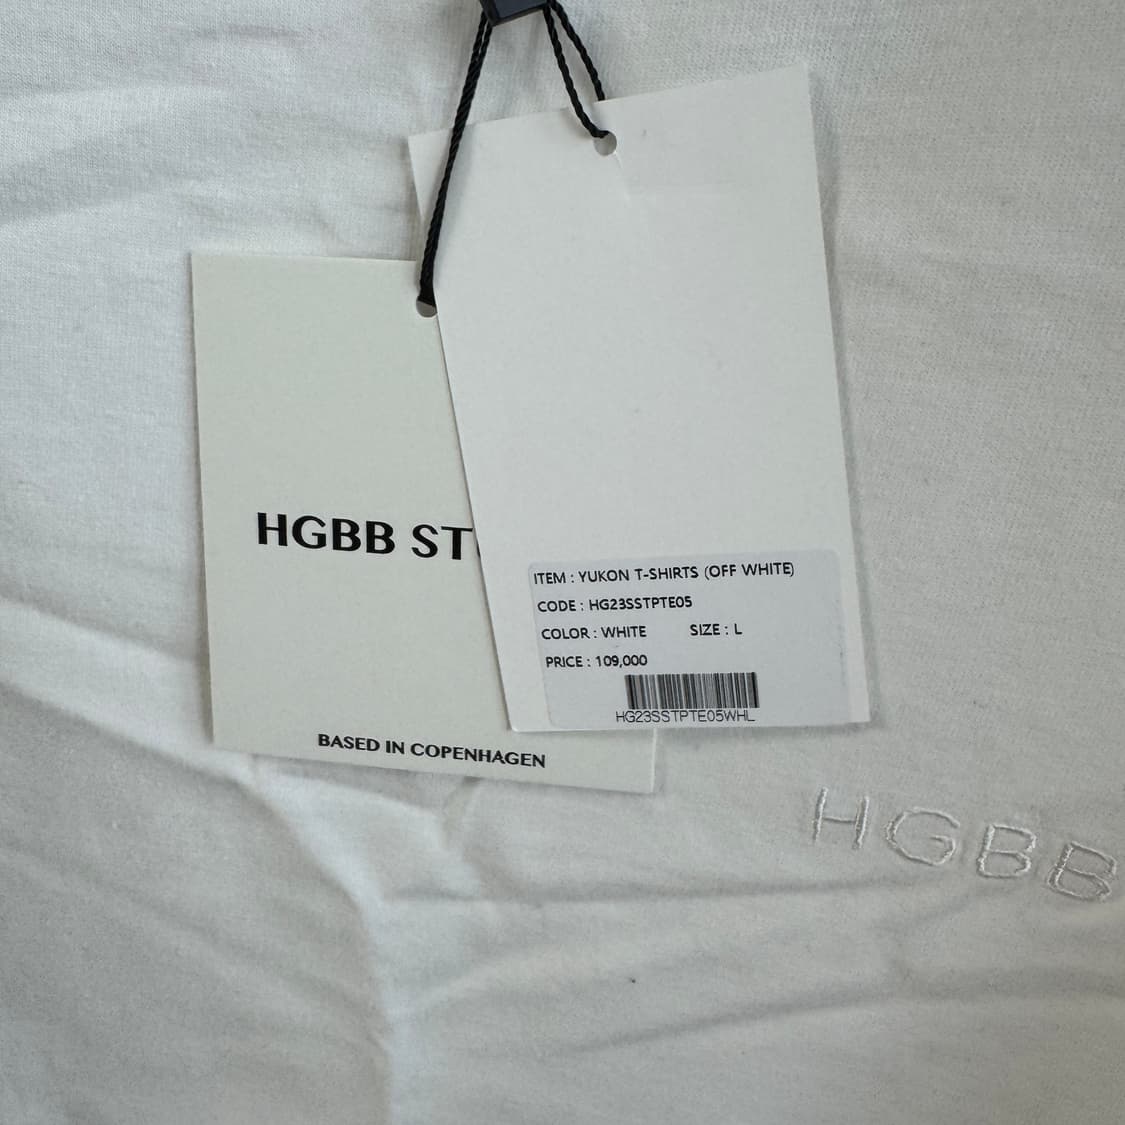 HGBB ST
BASED IN COPENHAGEN
ITEM : YUKON T-SHIRTS (OFF WHITE)
CODE : HG23SSTPTE05
COLOR : WHITE SIZE : L
PRICE : 109,000
HG23SSTPTE05WHL
HGBB